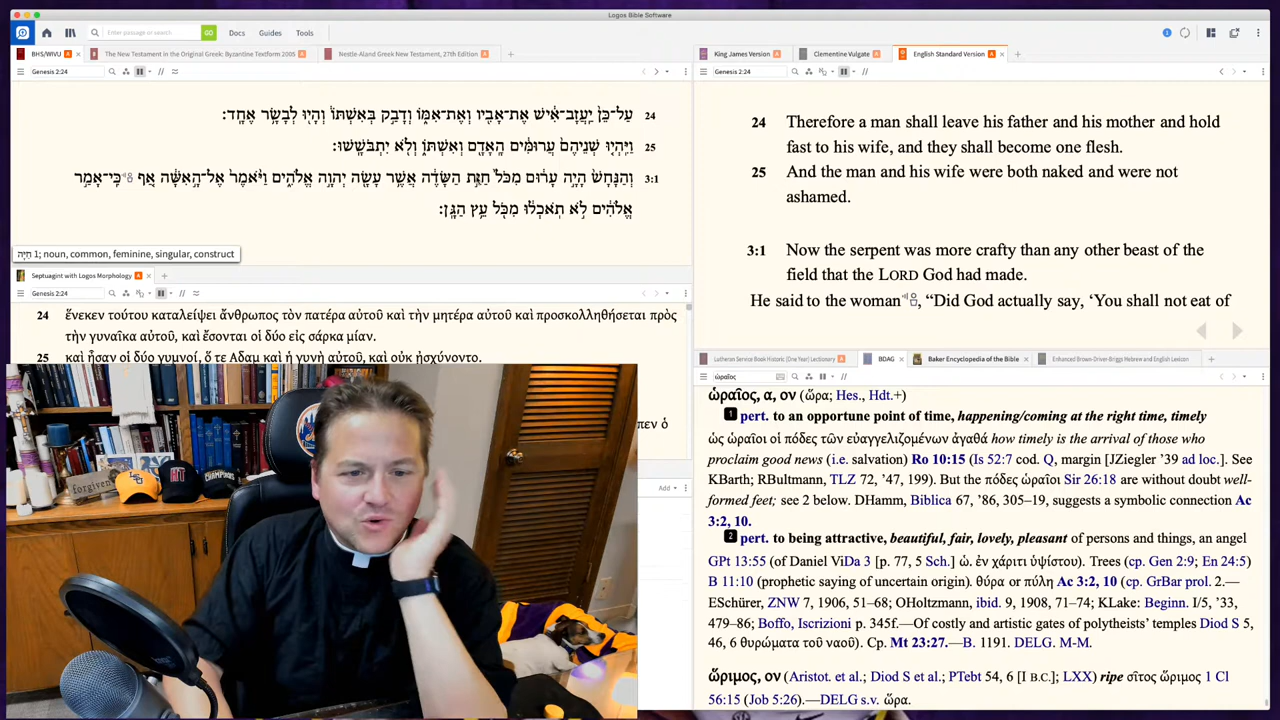 Logos Bible Software
Enter passage or search
GO
Docs
Guides
Tools
BHS/WIVU
The New Testament in the Original Greek: Byzantine Textform 2005
Nestle-Aland Greek New Testament, 27th Edition
Genesis 2:24
24 עַל־כֵּן֙ יַֽעֲזָב־אִ֔ישׁ אֶת־אָבִ֖יו וְאֶת־אִמּ֑וֹ וְדָבַ֣ק בְּאִשְׁתּ֔וֹ וְהָי֖וּ לְבָשָׂ֥ר אֶחָֽד׃
25 וַיִּֽהְי֤וּ שְׁנֵיהֶם֙ עֲרוּמִּ֔ים הָֽאָדָ֖ם וְאִשְׁתּ֑וֹ וְלֹ֖א יִתְבֹּשָֽׁשׁוּ׃
3:1 וְהַנָּחָשׁ֙ הָיָ֣ה עָר֔וּם מִכֹּל֙ חַיַּ֣ת הַשָּׂדֶ֔ה אֲשֶׁ֥ר עָשָׂ֖ה יְהוָ֣ה אֱלֹהִ֑ים וַיֹּ֙אמֶר֙ אֶל־הָ֣אִשָּׁ֔ה אַ֚ף כִּֽי־אָמַ֣ר
אֱלֹהִ֔ים לֹ֣א תֹֽאכְל֔וּ מִכֹּ֖ל עֵ֥ץ הַגָּֽן׃
חַיָּה 1; noun, common, feminine, singular, construct
Septuagint with Logos Morphology
Genesis 2:24
24 ἕνεκεν τούτου καταλείψει ἄνθρωπος τὸν πατέρα αὐτοῦ καὶ τὴν μητέρα αὐτοῦ καὶ προσκολληθήσεται πρὸς
τὴν γυναῖκα αὐτοῦ, καὶ ἔσονται οἱ δύο εἰς σάρκα μίαν.
25 καὶ ἦσαν οἱ δύο γυμνοί, ὅ τε Αδαμ καὶ ἡ γυνὴ αὐτοῦ, καὶ οὐκ ᾐσχύνοντο.
πεν ὁ
Add
Forgiven
CHAMPIONS
King James Version
Clementine Vulgate
English Standard Version
Genesis 2:24
24 Therefore a man shall leave his father and his mother and hold
fast to his wife, and they shall become one flesh.
25 And the man and his wife were both naked and were not
ashamed.
3:1 Now the serpent was more crafty than any other beast of the
field that the LORD God had made.
He said to the woman, “Did God actually say, ‘You shall not eat of
Lutheran Service Book Historic (One Year) Lectionary
BDAG
Baker Encyclopedia of the Bible
Enhanced Brown-Driver-Briggs Hebrew and English Lexicon
ὡραῖος
ὡραῖος, α, ον (ὥρα; Hes., Hdt.+)
1 pert. to an opportune point of time, happening/coming at the right time, timely
ὡς ὡραῖοι οἱ πόδες τῶν εὐαγγελιζομένων ἀγαθά how timely is the arrival of those who
proclaim good news (i.e. salvation) Ro 10:15 (Is 52:7 cod. Q, margin [JZiegler ’39 ad loc.]. See
KBarth; RBultmann, TLZ 72, ’47, 199). But the πόδες ὡραῖοι Sir 26:18 are without doubt well-
formed feet; see 2 below. DHamm, Biblica 67, ’86, 305–19, suggests a symbolic connection Ac
3:2, 10.
2 pert. to being attractive, beautiful, fair, lovely, pleasant of persons and things, an angel
GPt 13:55 (of Daniel ViDa 3 [p. 77, 5 Sch.] ὡ. ἐν χάριτι ὑψίστου). Trees (cp. Gen 2:9; En 24:5)
B 11:10 (prophetic saying of uncertain origin). θύρα or πύλη Ac 3:2, 10 (cp. GrBar prol. 2.—
ESchürer, ZNW 7, 1906, 51–68; OHoltzmann, ibid. 9, 1908, 71–74; KLake: Beginn. I/5, ’33,
479–86; Boffo, Iscrizioni p. 345f.—Of costly and artistic gates of polytheists’ temples Diod S 5,
46, 6 θυρώματα τοῦ ναοῦ). Cp. Mt 23:27.—B. 1191. DELG. M-M.
ὥριμος, ον (Aristot. et al.; Diod S et al.; PTebt 54, 6 [I B.C.]; LXX) ripe σῖτος ὥριμος 1 Cl
56:15 (Job 5:26).—DELG s.v. ὥρα.